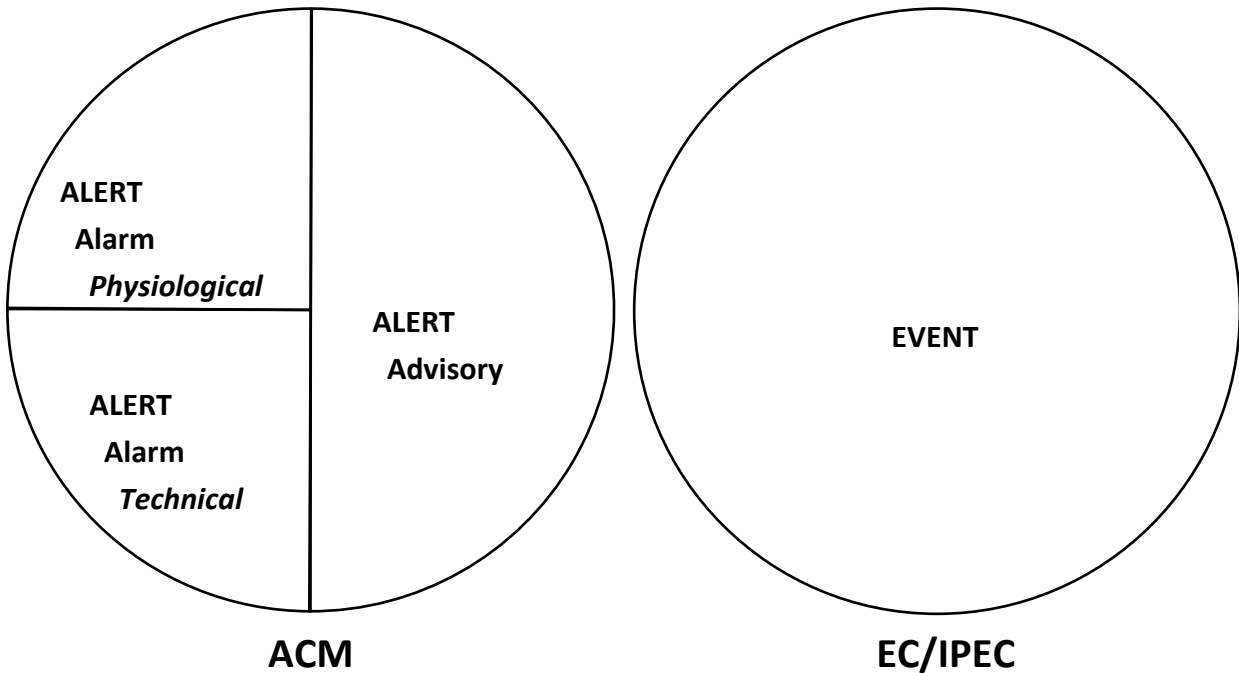 ALERT
Alarm
Physiological
ALERT
Alarm
Technical
ALERT
Advisory
ACM
EVENT
EC/IPEC